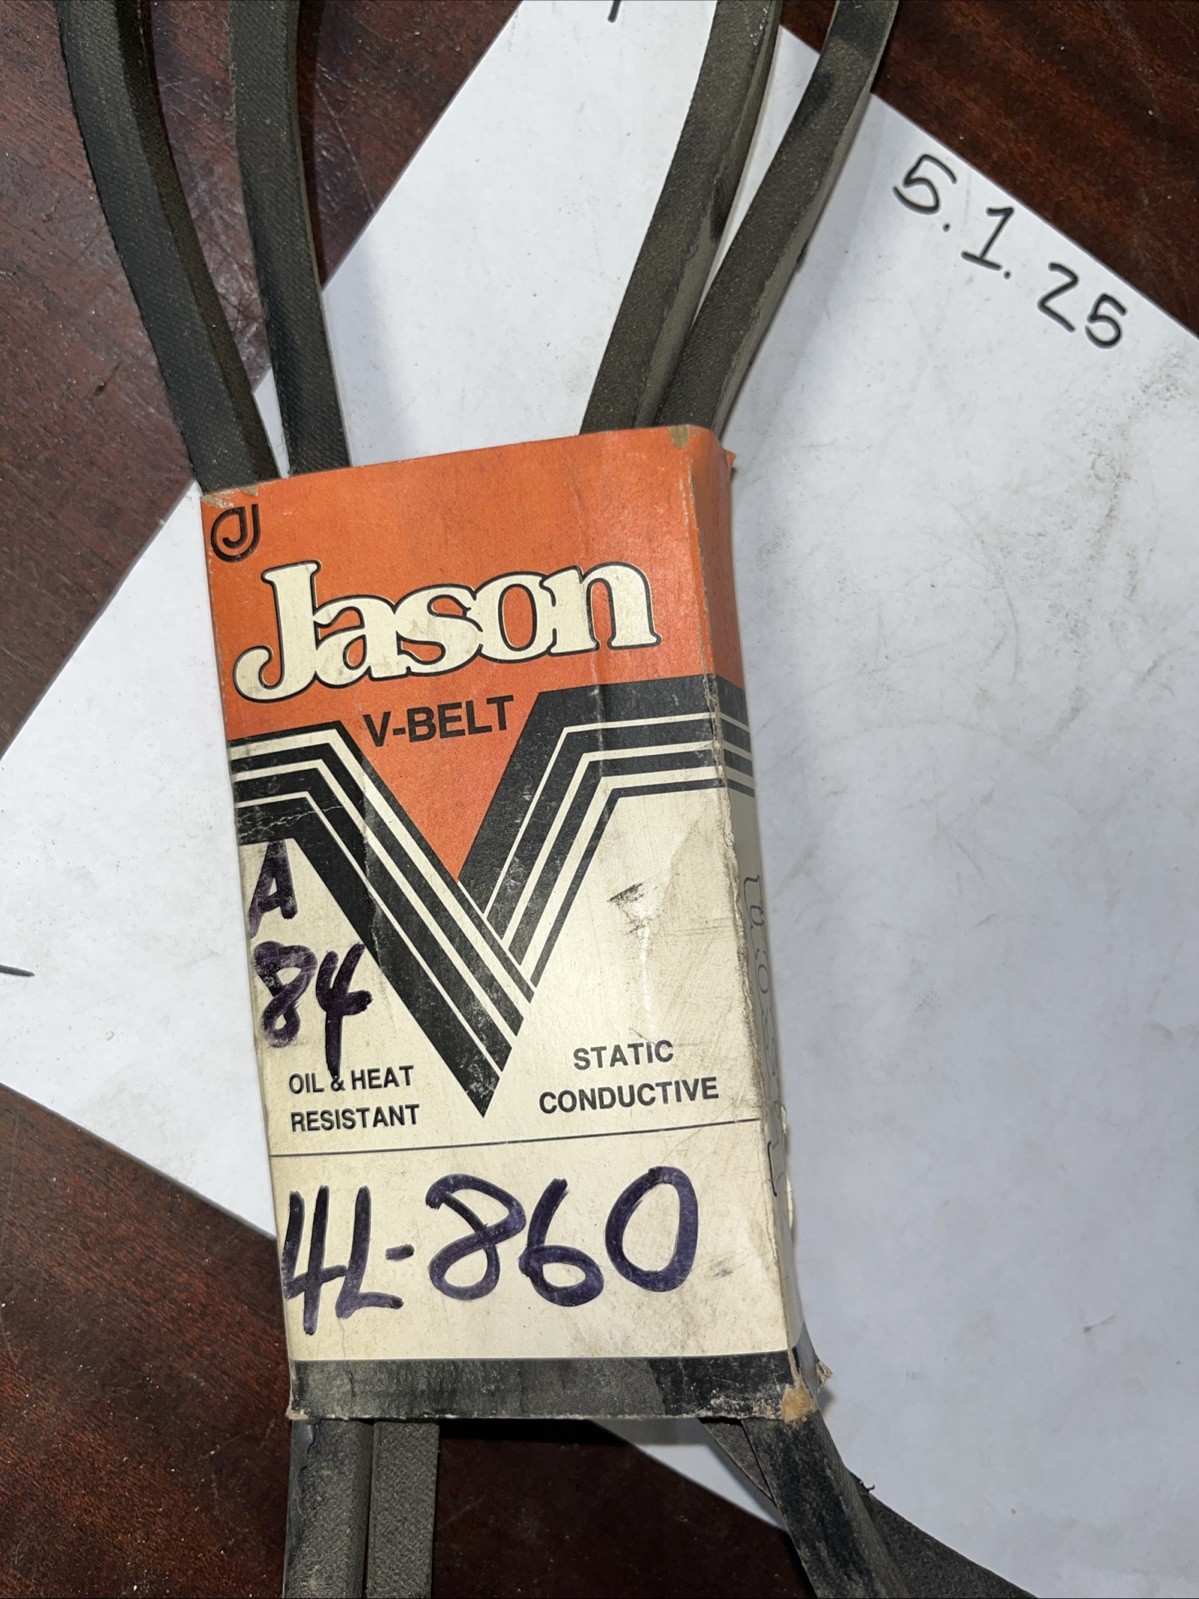 5.1.25
Jason
V-BELT
A
84
OIL & HEAT
RESISTANT
STATIC
CONDUCTIVE
4L-860